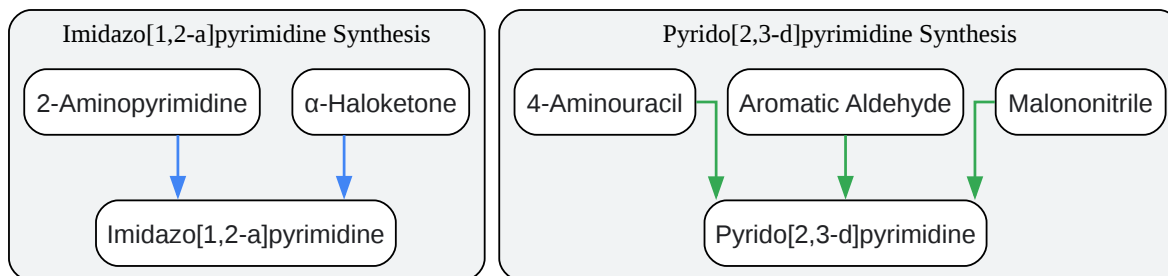 Imidazo[1,2-a]pyrimidine Synthesis
2-Aminopyrimidine
α-Haloketone
Imidazo[1,2-a]pyrimidine
Pyrido[2,3-d]pyrimidine Synthesis
4-Aminouracil
Aromatic Aldehyde
Malononitrile
Pyrido[2,3-d]pyrimidine